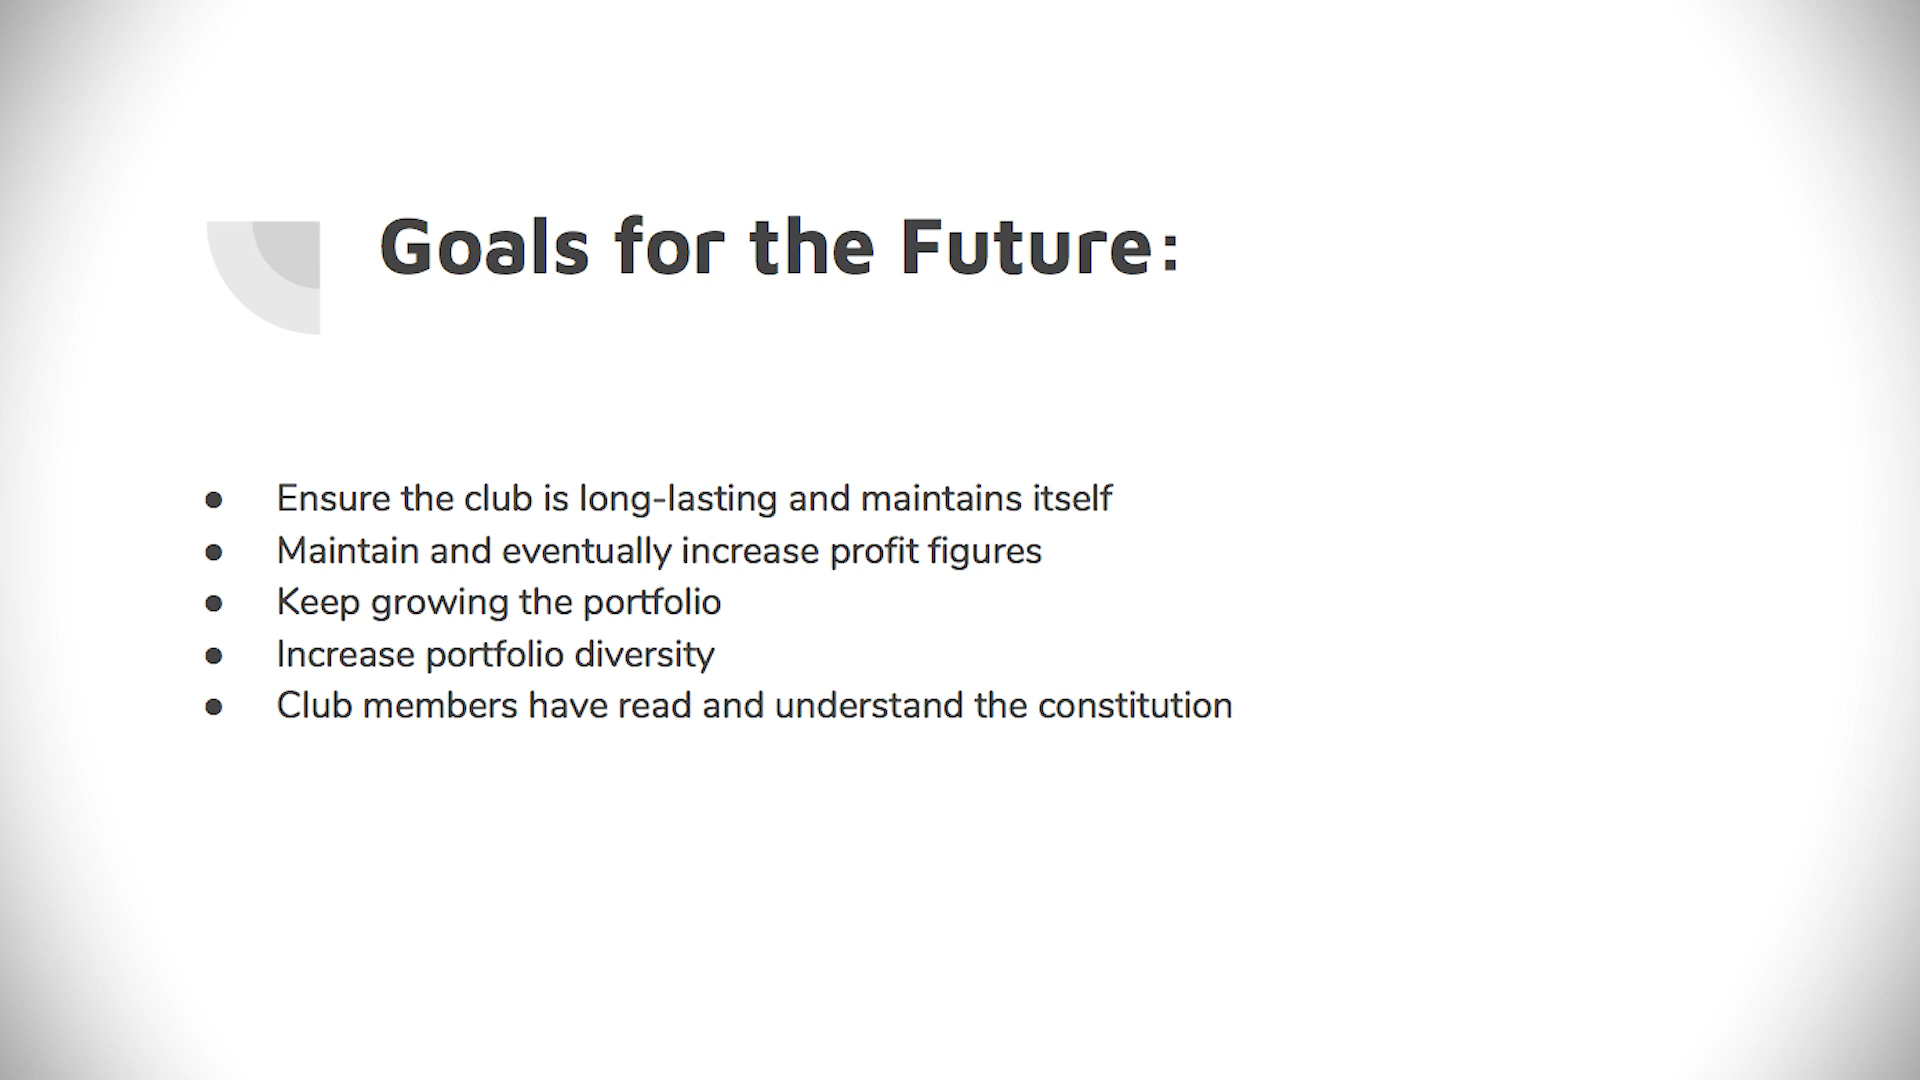 Goals for the Future:
● Ensure the club is long-lasting and maintains itself
● Maintain and eventually increase profit figures
● Keep growing the portfolio
● Increase portfolio diversity
● Club members have read and understand the constitution